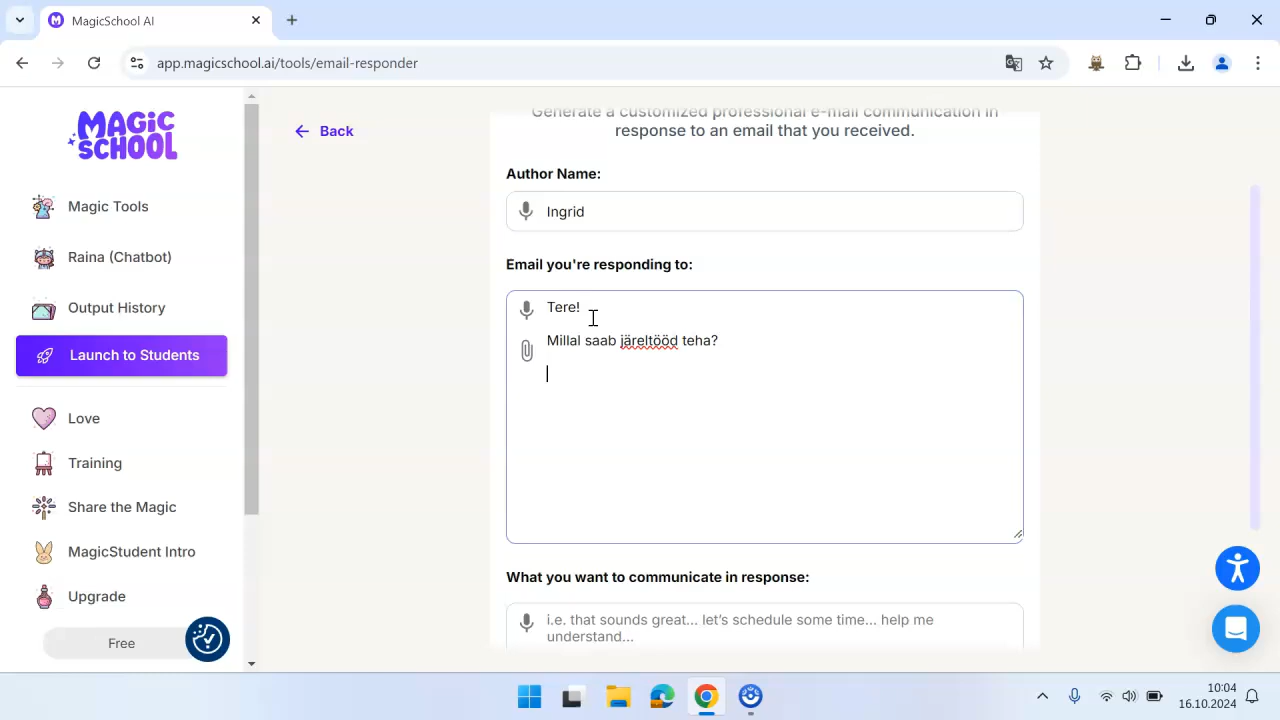 MagicSchool AI
app.magicschool.ai/tools/email-responder
MAGIC
SCHOOL
Magic Tools
Raina (Chatbot)
Output History
Launch to Students
Love
Training
Share the Magic
MagicStudent Intro
Upgrade
Free
Back
Generate a customized professional e-mail communication in
response to an email that you received.
Author Name:
Ingrid
Email you're responding to:
Tere!
Millal saab järeltööd teha?
What you want to communicate in response:
i.e. that sounds great... let's schedule some time... help me
understand...
10:04
16.10.2024